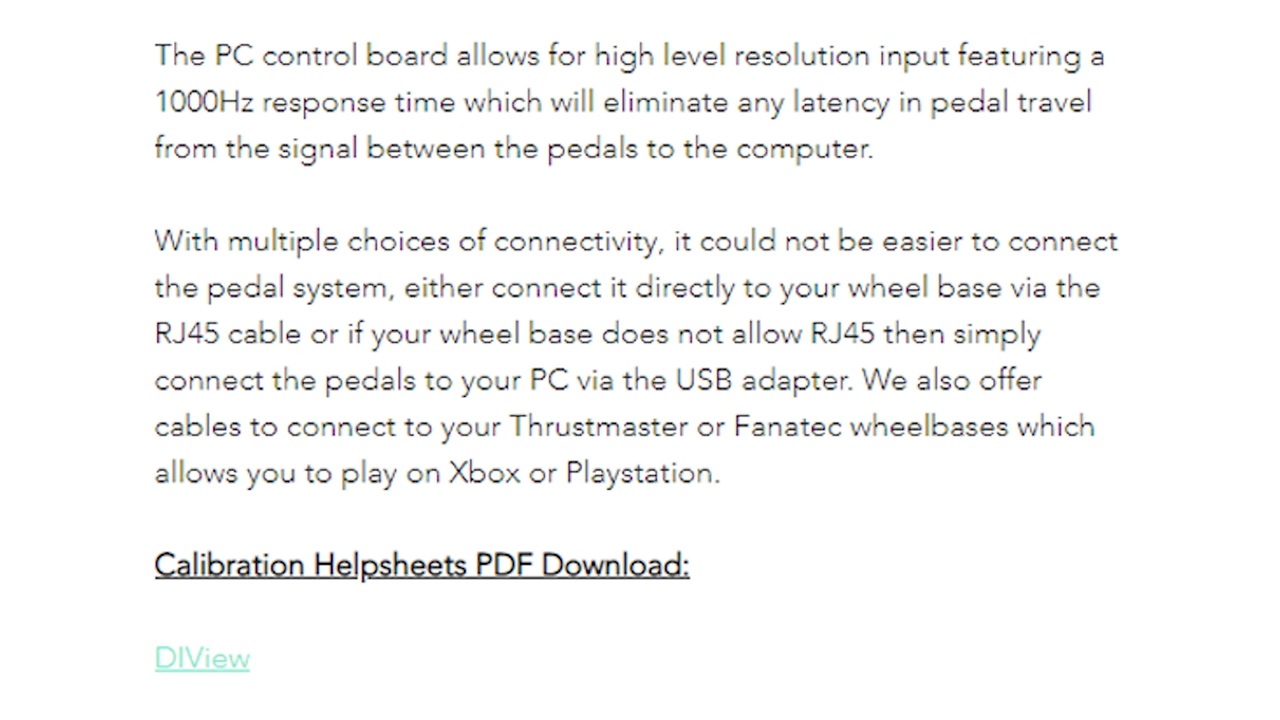 The PC control board allows for high level resolution input featuring a
1000Hz response time which will eliminate any latency in pedal travel
from the signal between the pedals to the computer.
With multiple choices of connectivity, it could not be easier to connect
the pedal system, either connect it directly to your wheel base via the
RJ45 cable or if your wheel base does not allow RJ45 then simply
connect the pedals to your PC via the USB adapter. We also offer
cables to connect to your Thrustmaster or Fanatec wheelbases which
allows you to play on Xbox or Playstation.
Calibration Helpsheets PDF Download:
DIView